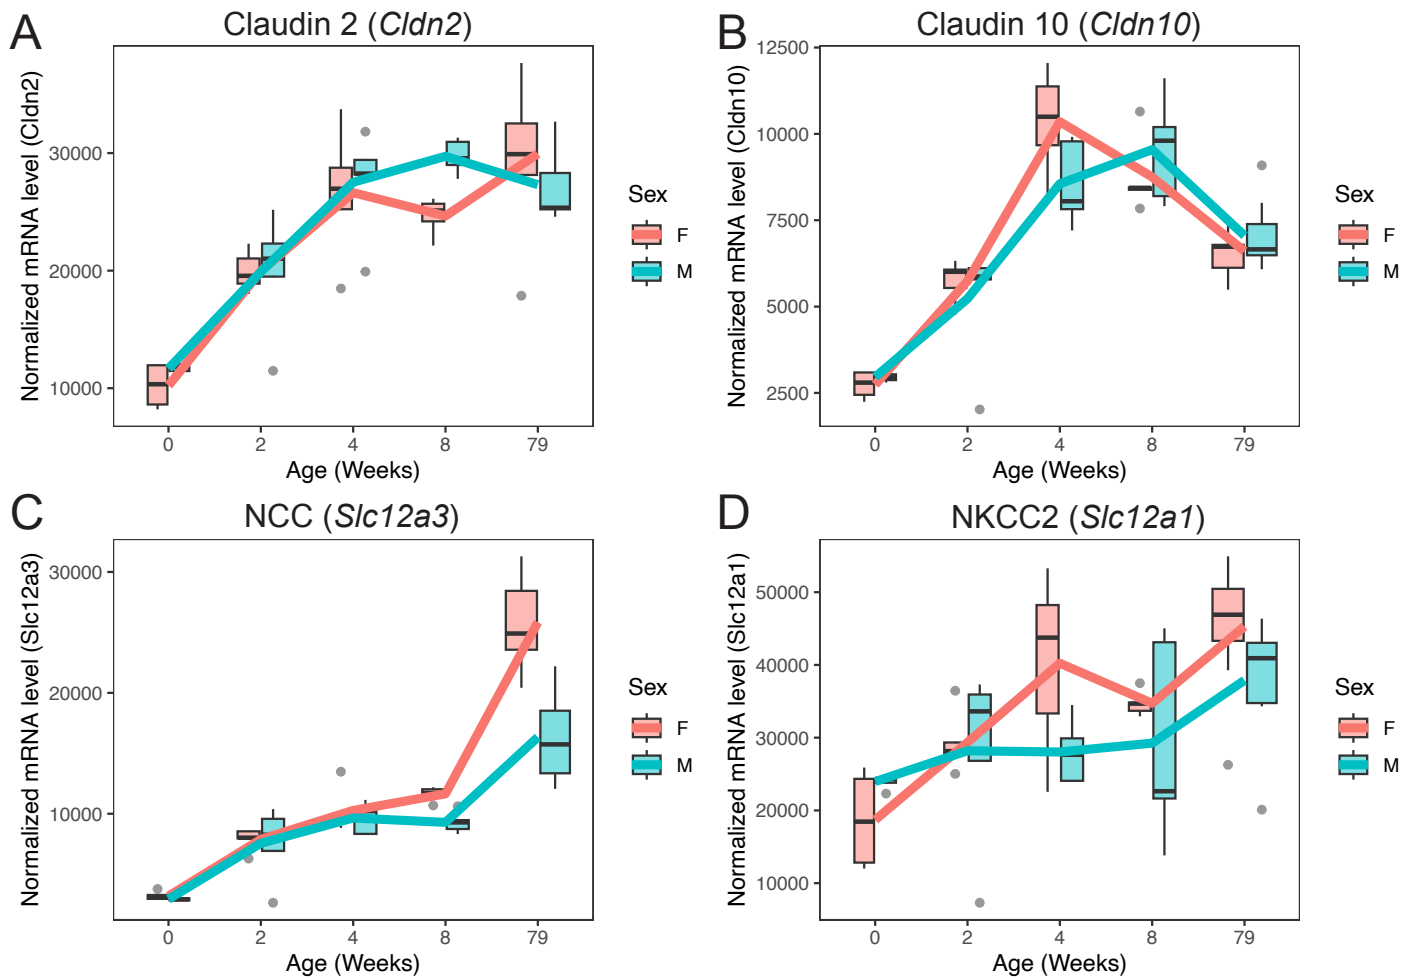 A
Claudin 2 (Cldn2)
Normalized mRNA level (Cldn2)
30000
20000
10000
0 2 4 8 79
Age (Weeks)
Sex
F
M
B
Claudin 10 (Cldn10)
Normalized mRNA level (Cldn10)
12500
10000
7500
5000
2500
0 2 4 8 79
Age (Weeks)
Sex
F
M
C
NCC (Slc12a3)
Normalized mRNA level (Slc12a3)
30000
20000
10000
0 2 4 8 79
Age (Weeks)
Sex
F
M
D
NKCC2 (Slc12a1)
Normalized mRNA level (Slc12a1)
50000
40000
30000
20000
10000
0 2 4 8 79
Age (Weeks)
Sex
F
M